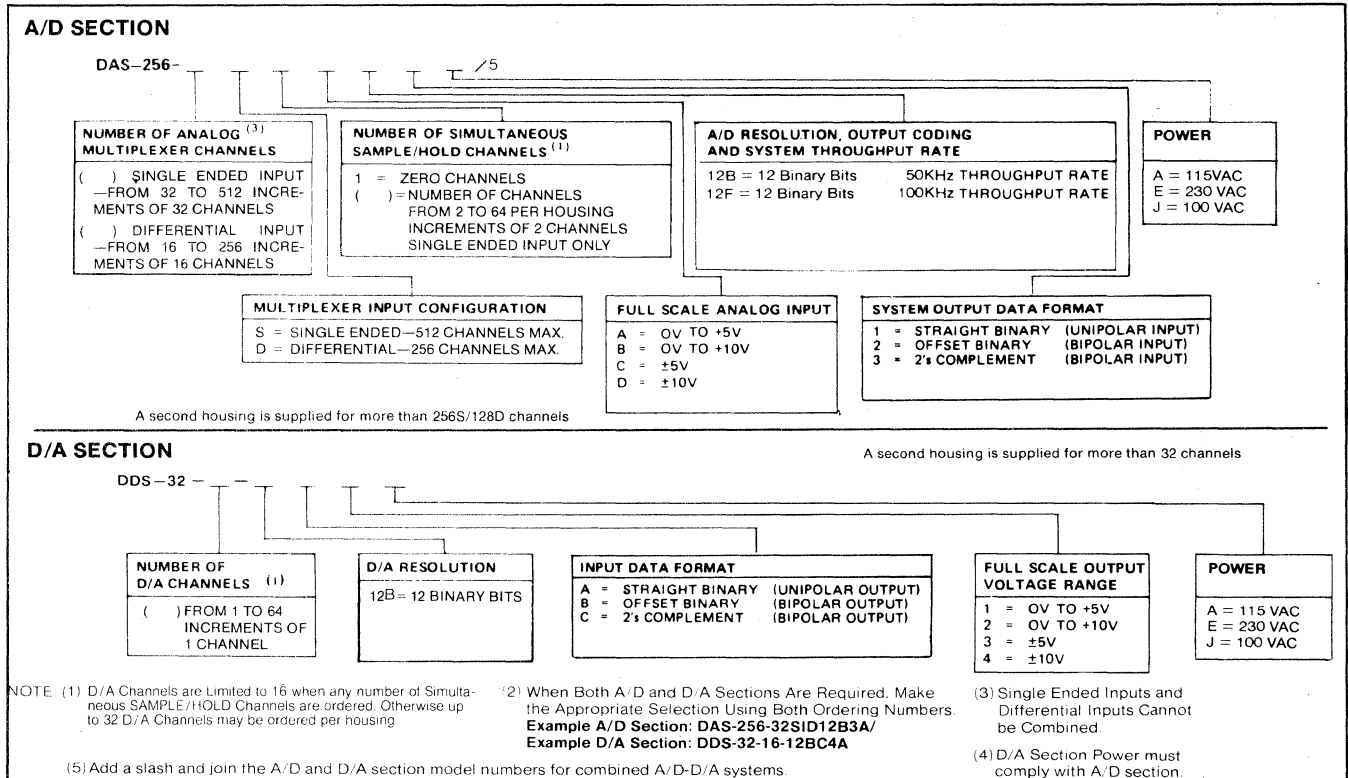 A/D SECTION
DAS–256– /5
NUMBER OF ANALOG (3)
MULTIPLEXER CHANNELS
( ) SINGLE ENDED INPUT
—FROM 32 TO 512 INCRE-
MENTS OF 32 CHANNELS
( ) DIFFERENTIAL INPUT
—FROM 16 TO 256 INCRE-
MENTS OF 16 CHANNELS
NUMBER OF SIMULTANEOUS
SAMPLE/HOLD CHANNELS (1)
1 = ZERO CHANNELS
( ) = NUMBER OF CHANNELS
FROM 2 TO 64 PER HOUSING
INCREMENTS OF 2 CHANNELS
SINGLE ENDED INPUT ONLY
A/D RESOLUTION, OUTPUT CODING
AND SYSTEM THROUGHPUT RATE
12B = 12 Binary Bits 50KHz THROUGHPUT RATE
12F = 12 Binary Bits 100KHz THROUGHPUT RATE
POWER
A = 115VAC
E = 230 VAC
J = 100 VAC
MULTIPLEXER INPUT CONFIGURATION
S = SINGLE ENDED—512 CHANNELS MAX.
D = DIFFERENTIAL—256 CHANNELS MAX.
FULL SCALE ANALOG INPUT
A = OV TO +5V
B = OV TO +10V
C = ±5V
D = ±10V
SYSTEM OUTPUT DATA FORMAT
1 = STRAIGHT BINARY (UNIPOLAR INPUT)
2 = OFFSET BINARY (BIPOLAR INPUT)
3 = 2's COMPLEMENT (BIPOLAR INPUT)
A second housing is supplied for more than 256S/128D channels
D/A SECTION
A second housing is supplied for more than 32 channels
DDS–32 – –
NUMBER OF
D/A CHANNELS (1)
( ) FROM 1 TO 64
INCREMENTS OF
1 CHANNEL
D/A RESOLUTION
12B = 12 BINARY BITS
INPUT DATA FORMAT
A = STRAIGHT BINARY (UNIPOLAR OUTPUT)
B = OFFSET BINARY (BIPOLAR OUTPUT)
C = 2's COMPLEMENT (BIPOLAR OUTPUT)
FULL SCALE OUTPUT
VOLTAGE RANGE
1 = OV TO +5V
2 = OV TO +10V
3 = ±5V
4 = ±10V
POWER
A = 115 VAC
E = 230 VAC
J = 100 VAC
NOTE: (1) D/A Channels are Limited to 16 when any number of Simulta-
neous SAMPLE/HOLD Channels are ordered. Otherwise up
to 32 D/A Channels may be ordered per housing
(2) When Both A/D and D/A Sections Are Required. Make
the Appropriate Selection Using Both Ordering Numbers.
Example A/D Section: DAS-256-32SID12B3A/
Example D/A Section: DDS-32-16-12BC4A
(3) Single Ended Inputs and
Differential Inputs Cannot
be Combined.
(4) D/A Section Power must
comply with A/D section.
(5) Add a slash and join the A/D and D/A section model numbers for combined A/D-D/A systems.